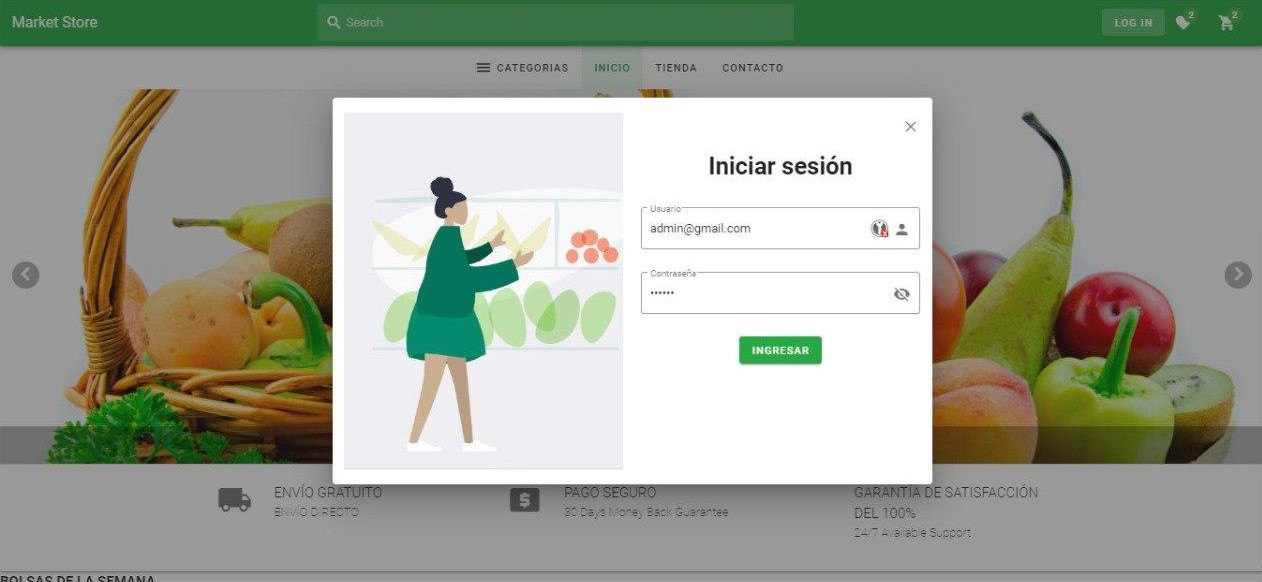 Market Store
Search
LOG IN
2
2
CATEGORIAS
INICIO
TIENDA
CONTACTO
Iniciar sesión
Usuario
admin@gmail.com
Contraseña
••••••
INGRESAR
ENVÍO GRATUITO
ENVÍO DIRECTO
PAGO SEGURO
30 Days Money Back Guarantee
GARANTÍA DE SATISFACCIÓN
DEL 100%
24/7 Available Support
BOLSAS DE LA SEMANA